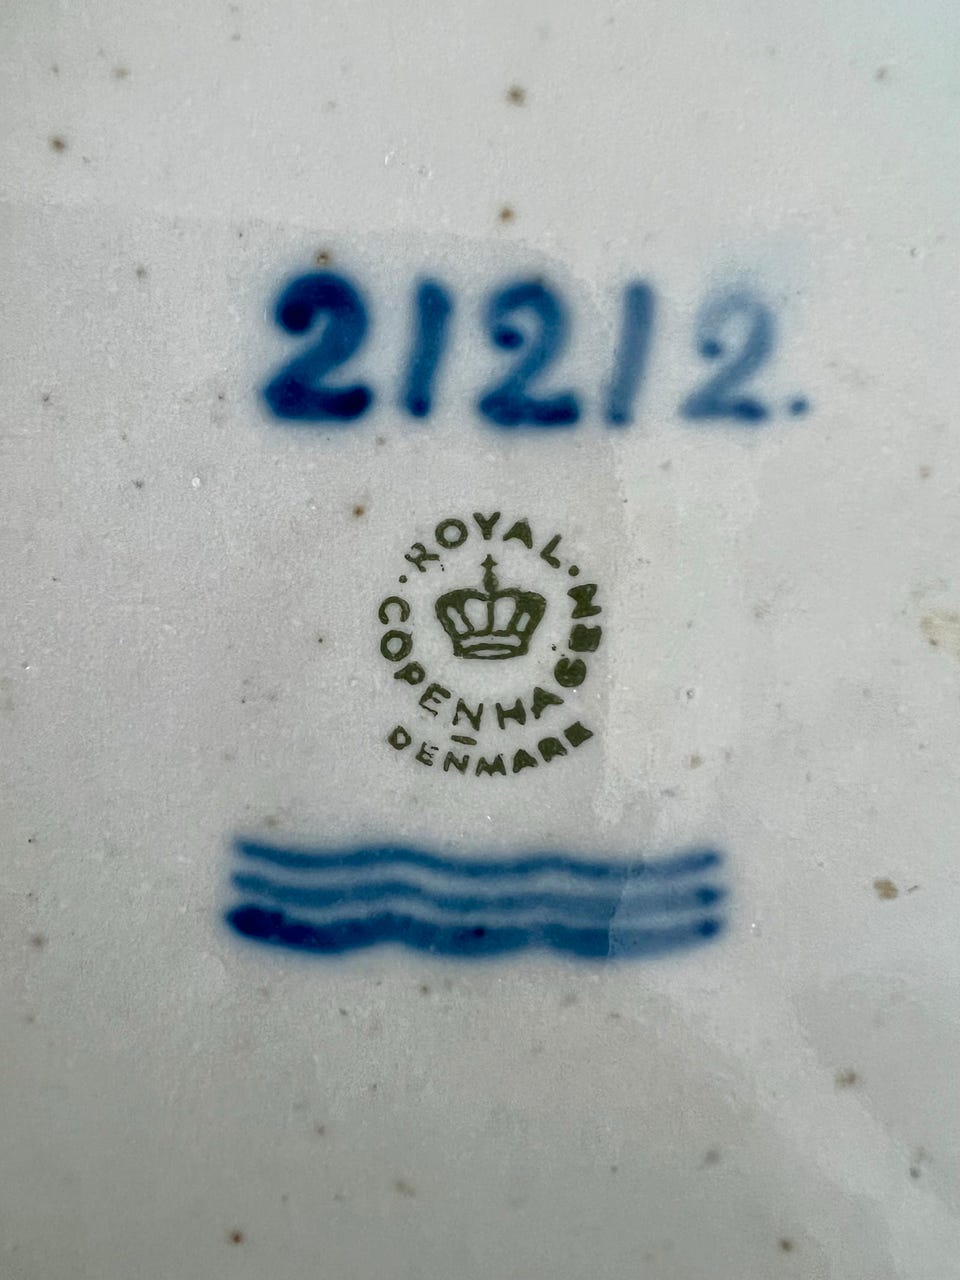 21212.
· ROYAL ·
COPENHAGEN
DENMARK